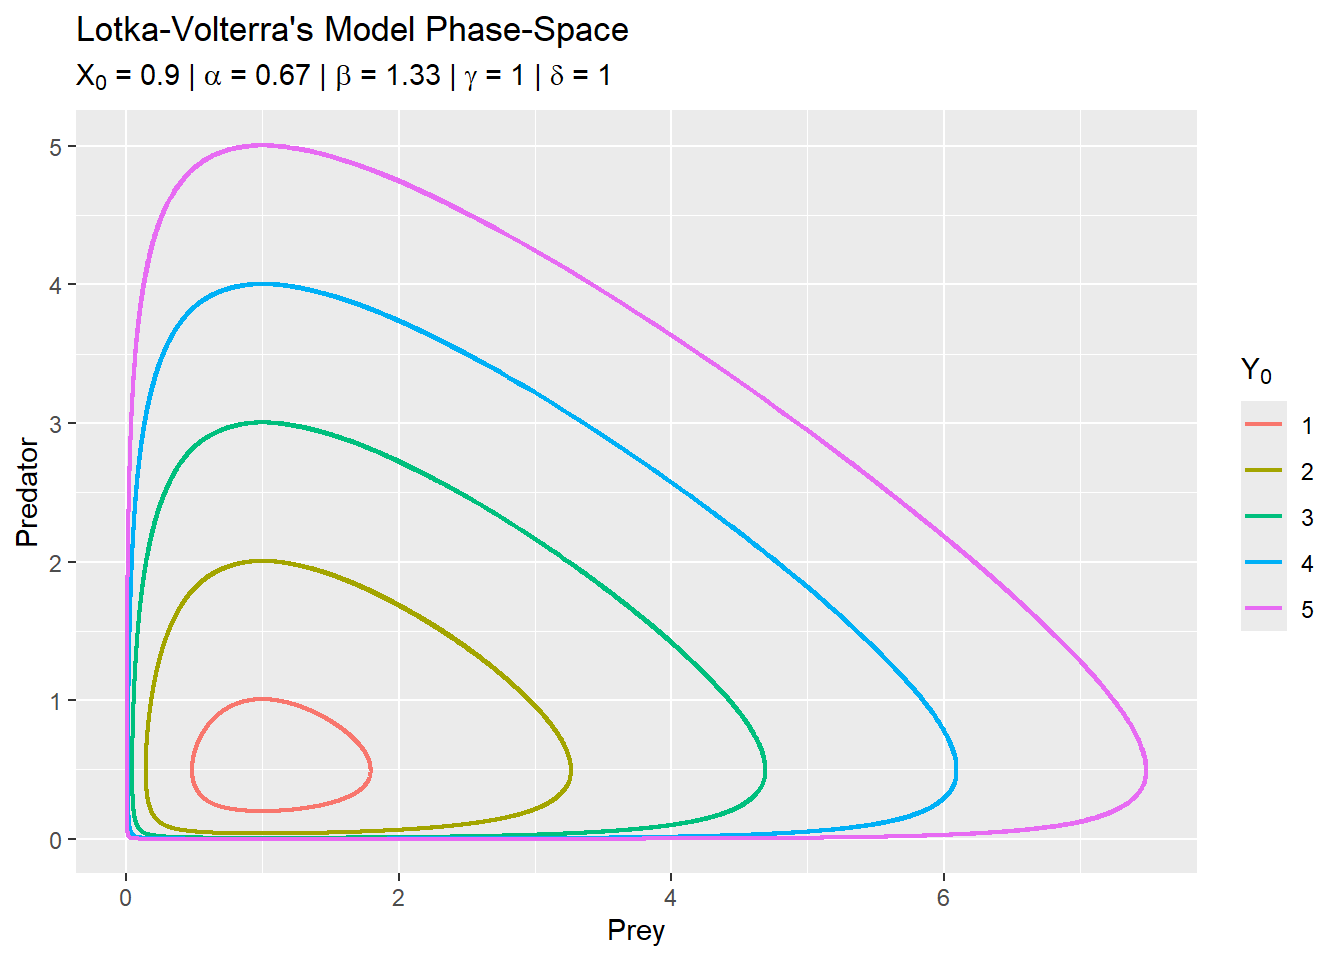 Lotka-Volterra's Model Phase-Space
X₀ = 0.9 | α = 0.67 | β = 1.33 | γ = 1 | δ = 1
5
4
3
2
1
0
Predator
0 2 4 6
Prey
Y₀
1
2
3
4
5